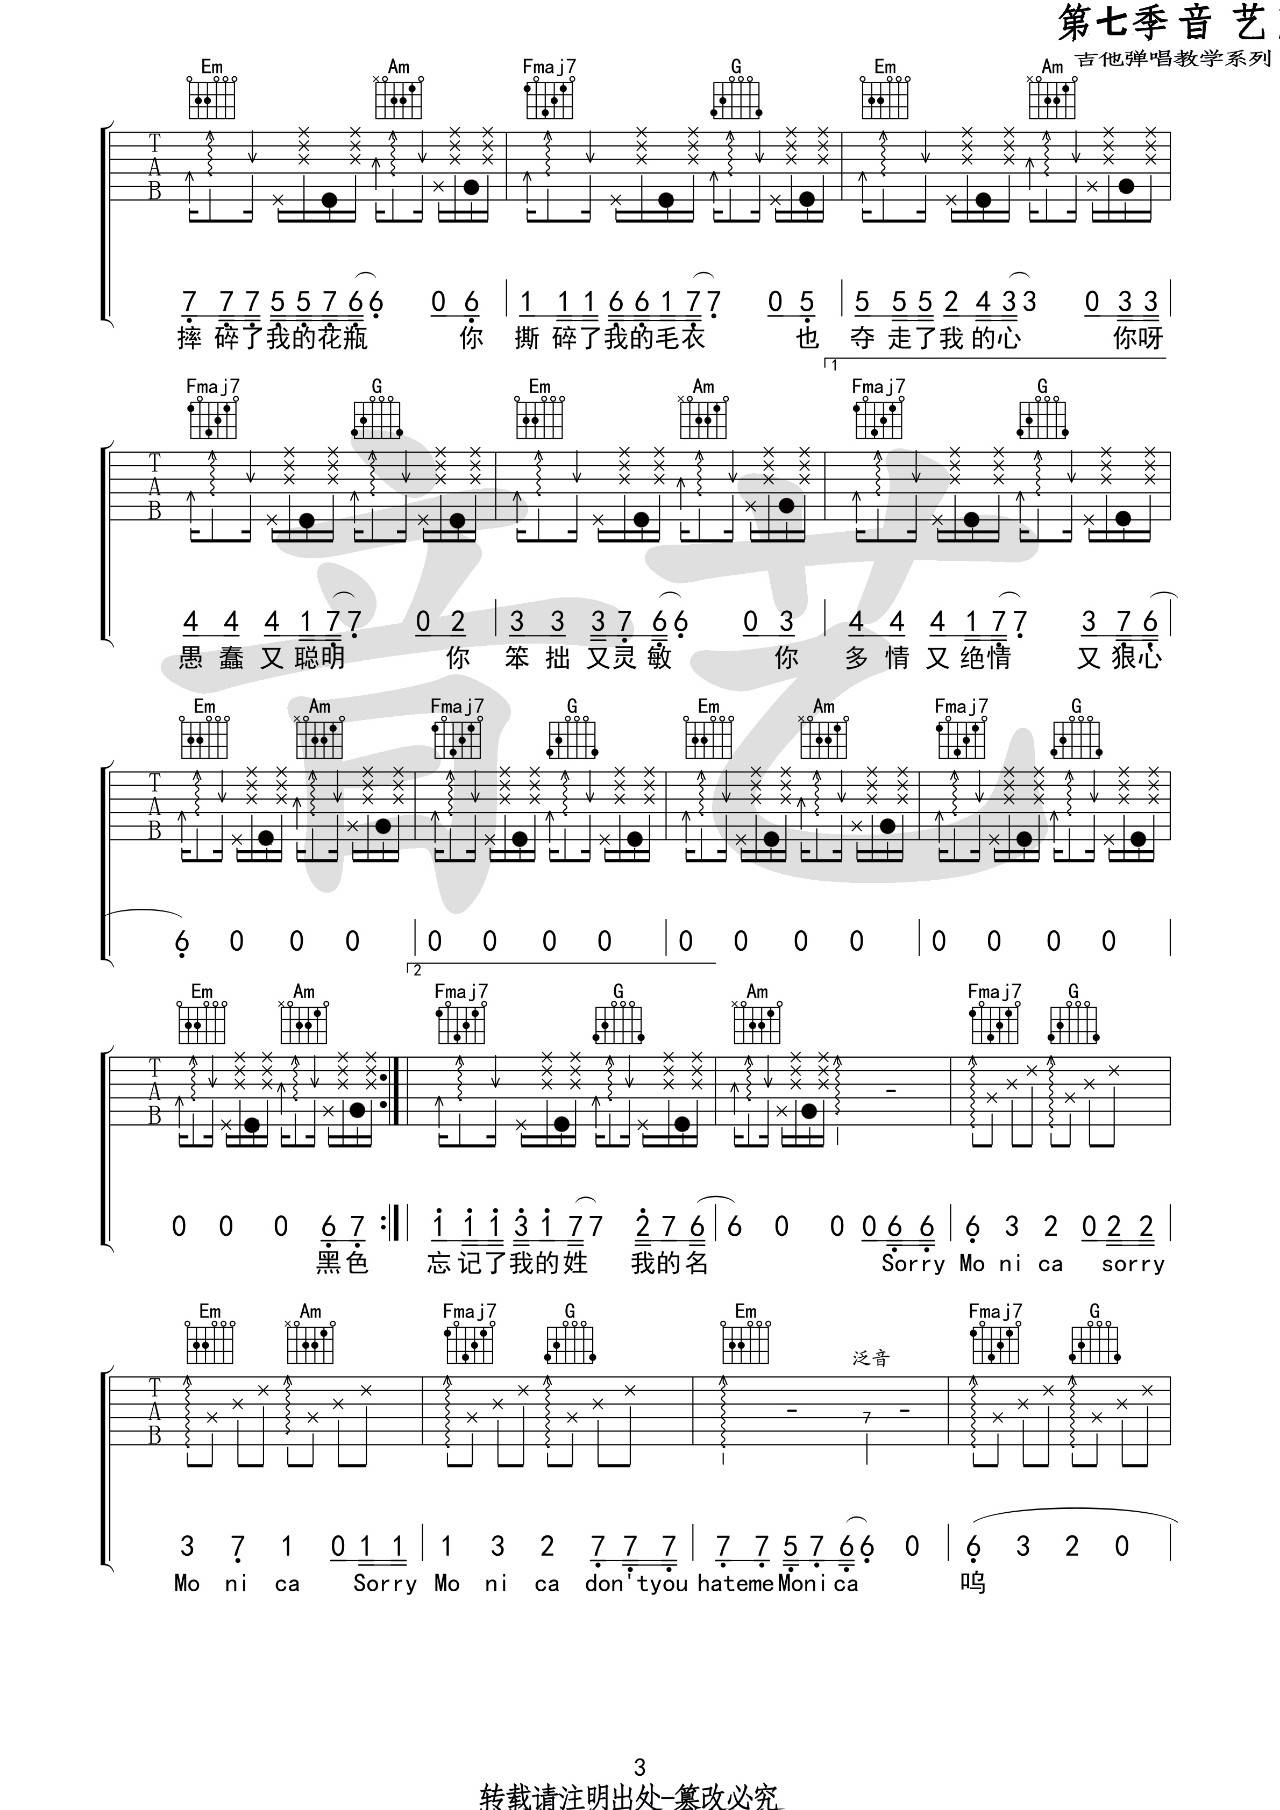 第七季音艺
吉他弹唱教学系列
Em Am Fmaj7 G Em Am
T A B
7 7 7 5 5 7 6 6 0 6 1 1 1 6 6 1 7 7 0 5 5 5 5 2 4 3 3 0 3 3
摔 碎了我的花瓶 你 撕 碎了我的毛衣 也 夺 走了我 的心 你呀
1
Fmaj7 G Em Am Fmaj7 G
T A B
4 4 4 1 7 7 0 2 3 3 3 7 6 6 0 3 4 4 4 1 7 7 3 7 6
愚 蠢 又 聪明 你 笨 拙 又灵 敏 你 多 情 又 绝情 又 狠心
音艺
Em Am Fmaj7 G Em Am Fmaj7 G
T A B
6 0 0 0 0 0 0 0 0 0 0 0 0 0 0 0
2
Em Am Fmaj7 G Am Fmaj7 G
T A B
0 0 0 6 7 1 1 1 3 1 7 7 2 7 6 6 0 0 0 6 6 6 3 2 0 2 2
黑色 忘 记了我的姓 我的名 Sorry Mo ni ca sorry
Em Am Fmaj7 G Em Fmaj7 G
泛音
T A B
7
3 7 1 0 1 1 1 3 2 7 7 7 7 7 5 7 6 6 0 6 3 2 0
Mo ni ca Sorry Mo ni ca don'tyou hateme Monica 呜
3
转载请注明出处-篡改必究